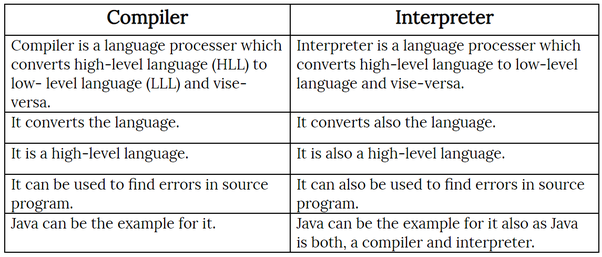 Compiler
Interpreter
Compiler is a language processer which
converts high-level language (HLL) to
low- level language (LLL) and vise-
versa.
Interpreter is a language processer which
converts high-level language to low-level
language and vise-versa.
It converts the language.
It converts also the language.
It is a high-level language.
It is also a high-level language.
It can be used to find errors in source
program.
It can also be used to find errors in source
program.
Java can be the example for it.
Java can be the example for it also as Java
is both, a compiler and interpreter.